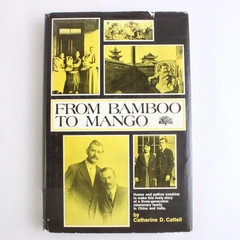 FROM BAMBOO
TO MANGO
Humor and pathos combine
to make this lively story
of a three-generation
missionary family
in China and India.
by
Catherine D. Cattell